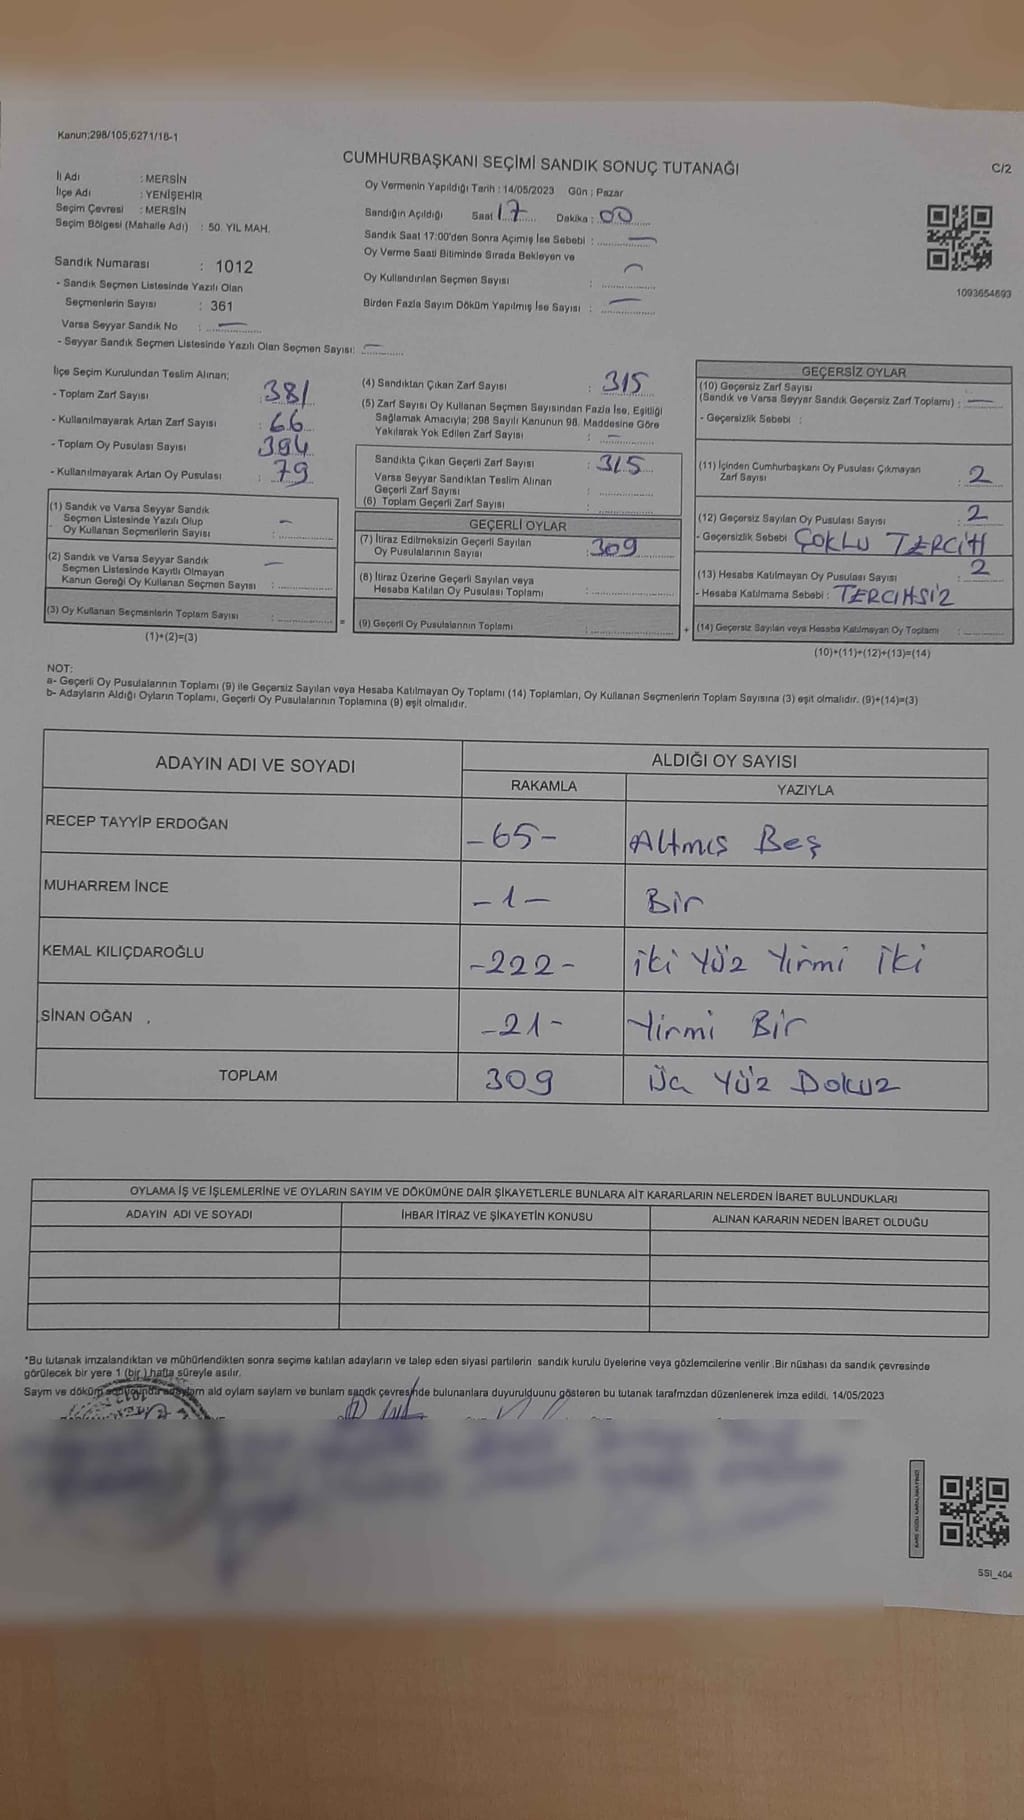 Kanun;298/105;6271/16-1
CUMHURBAŞKANI SEÇİMİ SANDIK SONUÇ TUTANAĞI
C/2
İl Adı : MERSİN
İlçe Adı : YENİŞEHİR
Seçim Çevresi : MERSİN
Seçim Bölgesi (Mahalle Adı) : 50. YIL MAH.
Oy Vermenin Yapıldığı Tarih : 14/05/2023 Gün ; Pazar
Sandığın Açıldığı Saat 17 Dakika : 00
Sandık Saat 17:00'den Sonra Açımış İse Sebebi : —
Oy Verme Saati Bitiminde Sırada Bekleyen ve
Oy Kullandırılan Seçmen Sayısı : —
Birden Fazla Sayım Döküm Yapılmış İse Sayısı : —
1093654693
Sandık Numarası : 1012
- Sandık Seçmen Listesinde Yazılı Olan
Seçmenlerin Sayısı : 361
Varsa Seyyar Sandık No : —
- Seyyar Sandık Seçmen Listesinde Yazılı Olan Seçmen Sayısı: —
İlçe Seçim Kurulundan Teslim Alınan;
- Toplam Zarf Sayısı : 381
- Kullanılmayarak Artan Zarf Sayısı : 66
- Toplam Oy Pusulası Sayısı : 394
- Kullanılmayarak Artan Oy Pusulası : 79
(1) Sandık ve Varsa Seyyar Sandık
Seçmen Listesinde Yazılı Olup
Oy Kullanan Seçmenlerin Sayısı : —
(2) Sandık ve Varsa Seyyar Sandık
Seçmen Listesinde Kayıtlı Olmayan
Kanun Gereği Oy Kullanan Seçmen Sayısı : —
(3) Oy Kullanan Seçmenlerin Toplam Sayısı : =
(1)+(2)=(3)
(4) Sandıktan Çıkan Zarf Sayısı : 315
(5) Zarf Sayısı Oy Kullanan Seçmen Sayısından Fazla İse, Eşitliği
Sağlamak Amacıyla; 298 Sayılı Kanunun 98. Maddesine Göre
Yakılarak Yok Edilen Zarf Sayısı : —
Sandıkta Çıkan Geçerli Zarf Sayısı : 315
Varsa Seyyar Sandıktan Teslim Alınan
Geçerli Zarf Sayısı :
(6) Toplam Geçerli Zarf Sayısı :
GEÇERLİ OYLAR
(7) İtiraz Edilmeksizin Geçerli Sayılan
Oy Pusulalarının Sayısı : 309
(8) İtiraz Üzerine Geçerli Sayılan veya
Hesaba Katılan Oy Pusulası Toplamı :
(9) Geçerli Oy Pusulalarının Toplamı : +
GEÇERSİZ OYLAR
(10) Geçersiz Zarf Sayısı
(Sandık ve Varsa Seyyar Sandık Geçersiz Zarf Toplamı) : —
- Geçersizlik Sebebi :
(11) İçinden Cumhurbaşkanı Oy Pusulası Çıkmayan
Zarf Sayısı : 2
(12) Geçersiz Sayılan Oy Pusulası Sayısı : 2
- Geçersizlik Sebebi ÇOKLU TERCİH
(13) Hesaba Katılmayan Oy Pusulası Sayısı : 2
- Hesaba Katılmama Sebebi : TERCİHSİZ
(14) Geçersiz Sayılan veya Hesaba Katılmayan Oy Toplamı :
(10)+(11)+(12)+(13)=(14)
NOT:
a- Geçerli Oy Pusulalarının Toplamı (9) ile Geçersiz Sayılan veya Hesaba Katılmayan Oy Toplamı (14) Toplamları, Oy Kullanan Seçmenlerin Toplam Sayısına (3) eşit olmalıdır. (9)+(14)=(3)
b- Adayların Aldığı Oyların Toplamı, Geçerli Oy Pusulalarının Toplamına (9) eşit olmalıdır.
ADAYIN ADI VE SOYADI
ALDIĞI OY SAYISI
RAKAMLA YAZIYLA
RECEP TAYYİP ERDOĞAN -65- Altmış Beş
MUHARREM İNCE -1- Bir
KEMAL KILIÇDAROĞLU -222- iki Yüz Yirmi İki
SİNAN OĞAN -21- Yirmi Bir
TOPLAM 309 Üç Yüz Dokuz
OYLAMA İŞ VE İŞLEMLERİNE VE OYLARIN SAYIM VE DÖKÜMÜNE DAİR ŞİKAYETLERLE BUNLARA AİT KARARLARIN NELERDEN İBARET BULUNDUKLARI
ADAYIN ADI VE SOYADI İHBAR İTİRAZ VE ŞİKAYETİN KONUSU ALINAN KARARIN NEDEN İBARET OLDUĞU
*Bu tutanak imzalandıktan ve mühürlendikten sonra seçime katılan adayların ve talep eden siyasi partilerin sandık kurulu üyelerine veya gözlemcilerine verilir .Bir nüshası da sandık çevresinde
görülecek bir yere 1 (bir ) hafta süreyle asılır.
Sayım ve döküm ald oylam saylam ve bunlam sandk çevresinde bulunanlara duyurulduunu gösteren bu tutanak tarafmzdan düzenlenerek imza edildi. 14/05/2023
SSI_404